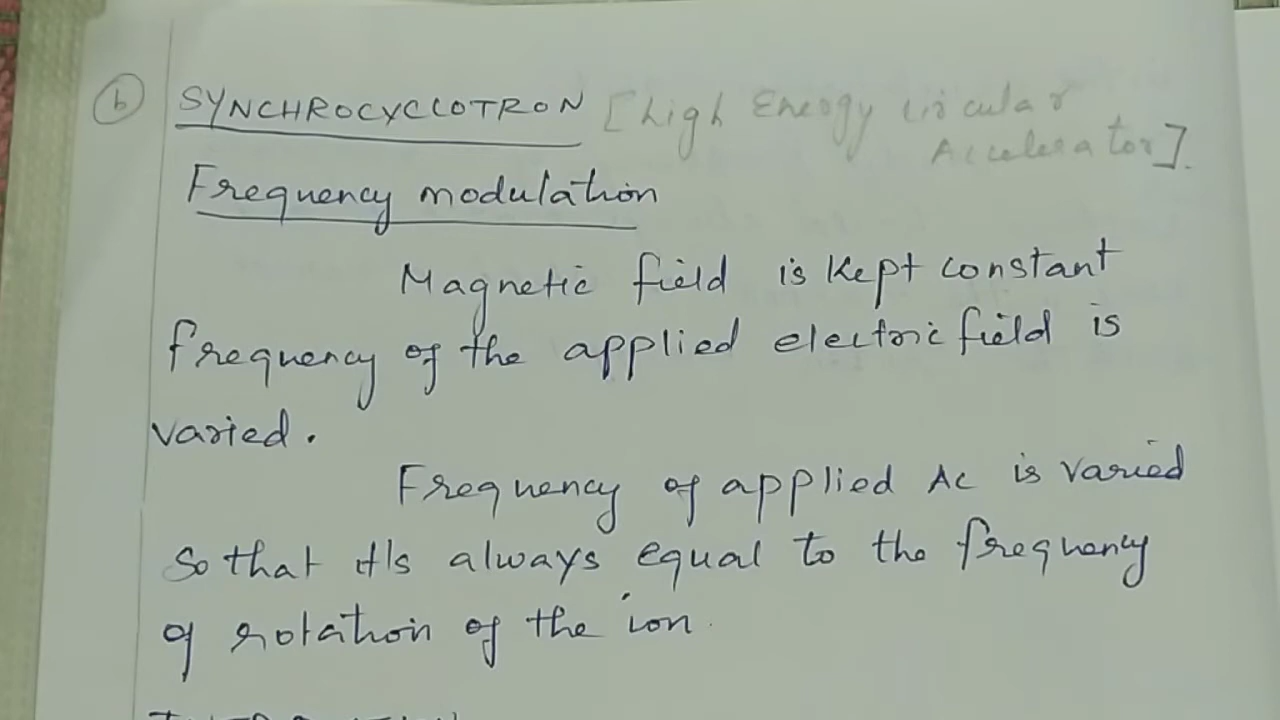 b SYNCHROCYCLOTRON [high Energy circular
Accelerator].
Frequency modulation
Magnetic field is kept constant
frequency of the applied electric field is
varied.
Frequency of applied AC is varied
so that it's always equal to the frequency
of rotation of the ion.